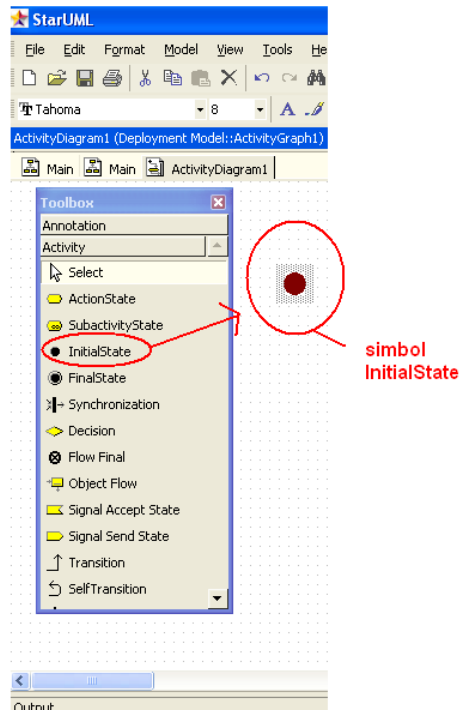 StarUML
File Edit Format Model View Tools He
Tahoma 8 A
ActivityDiagram1 (Deployment Model::ActivityGraph1)
Main Main ActivityDiagram1
Toolbox
Annotation
Activity
Select
ActionState
SubactivityState
InitialState
FinalState
Synchronization
Decision
Flow Final
Object Flow
Signal Accept State
Signal Send State
Transition
SelfTransition
simbol
InitialState
Output